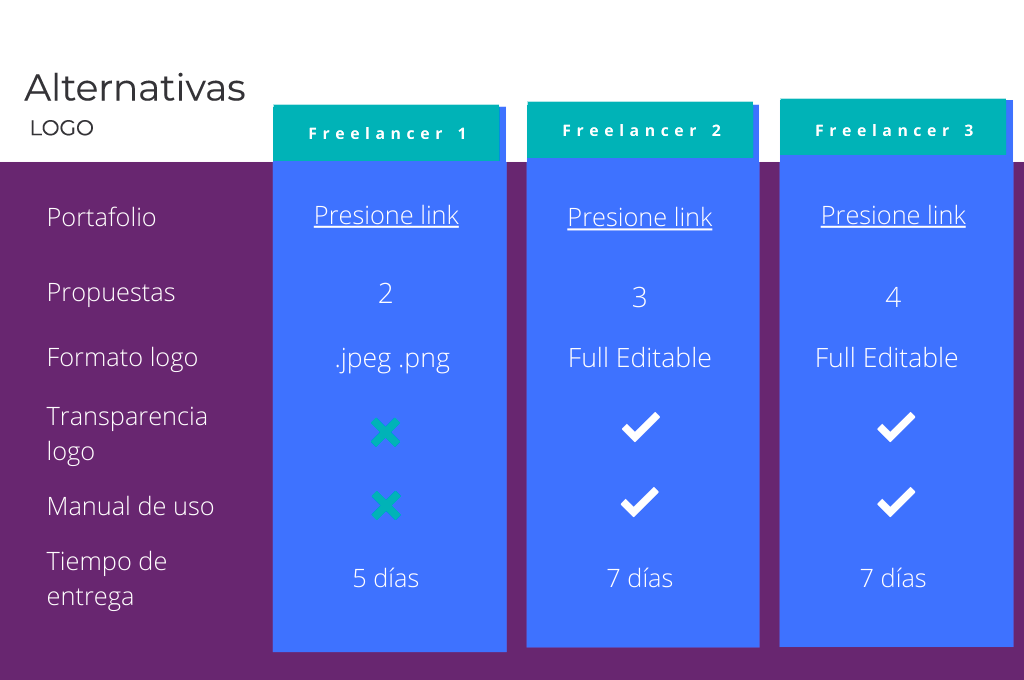 Alternativas
LOGO
Freelancer 1
Freelancer 2
Freelancer 3
Portafolio
Presione link
Presione link
Presione link
Propuestas
2
3
4
Formato logo
.jpeg .png
Full Editable
Full Editable
Transparencia
logo
Manual de uso
Tiempo de
entrega
5 días
7 días
7 días